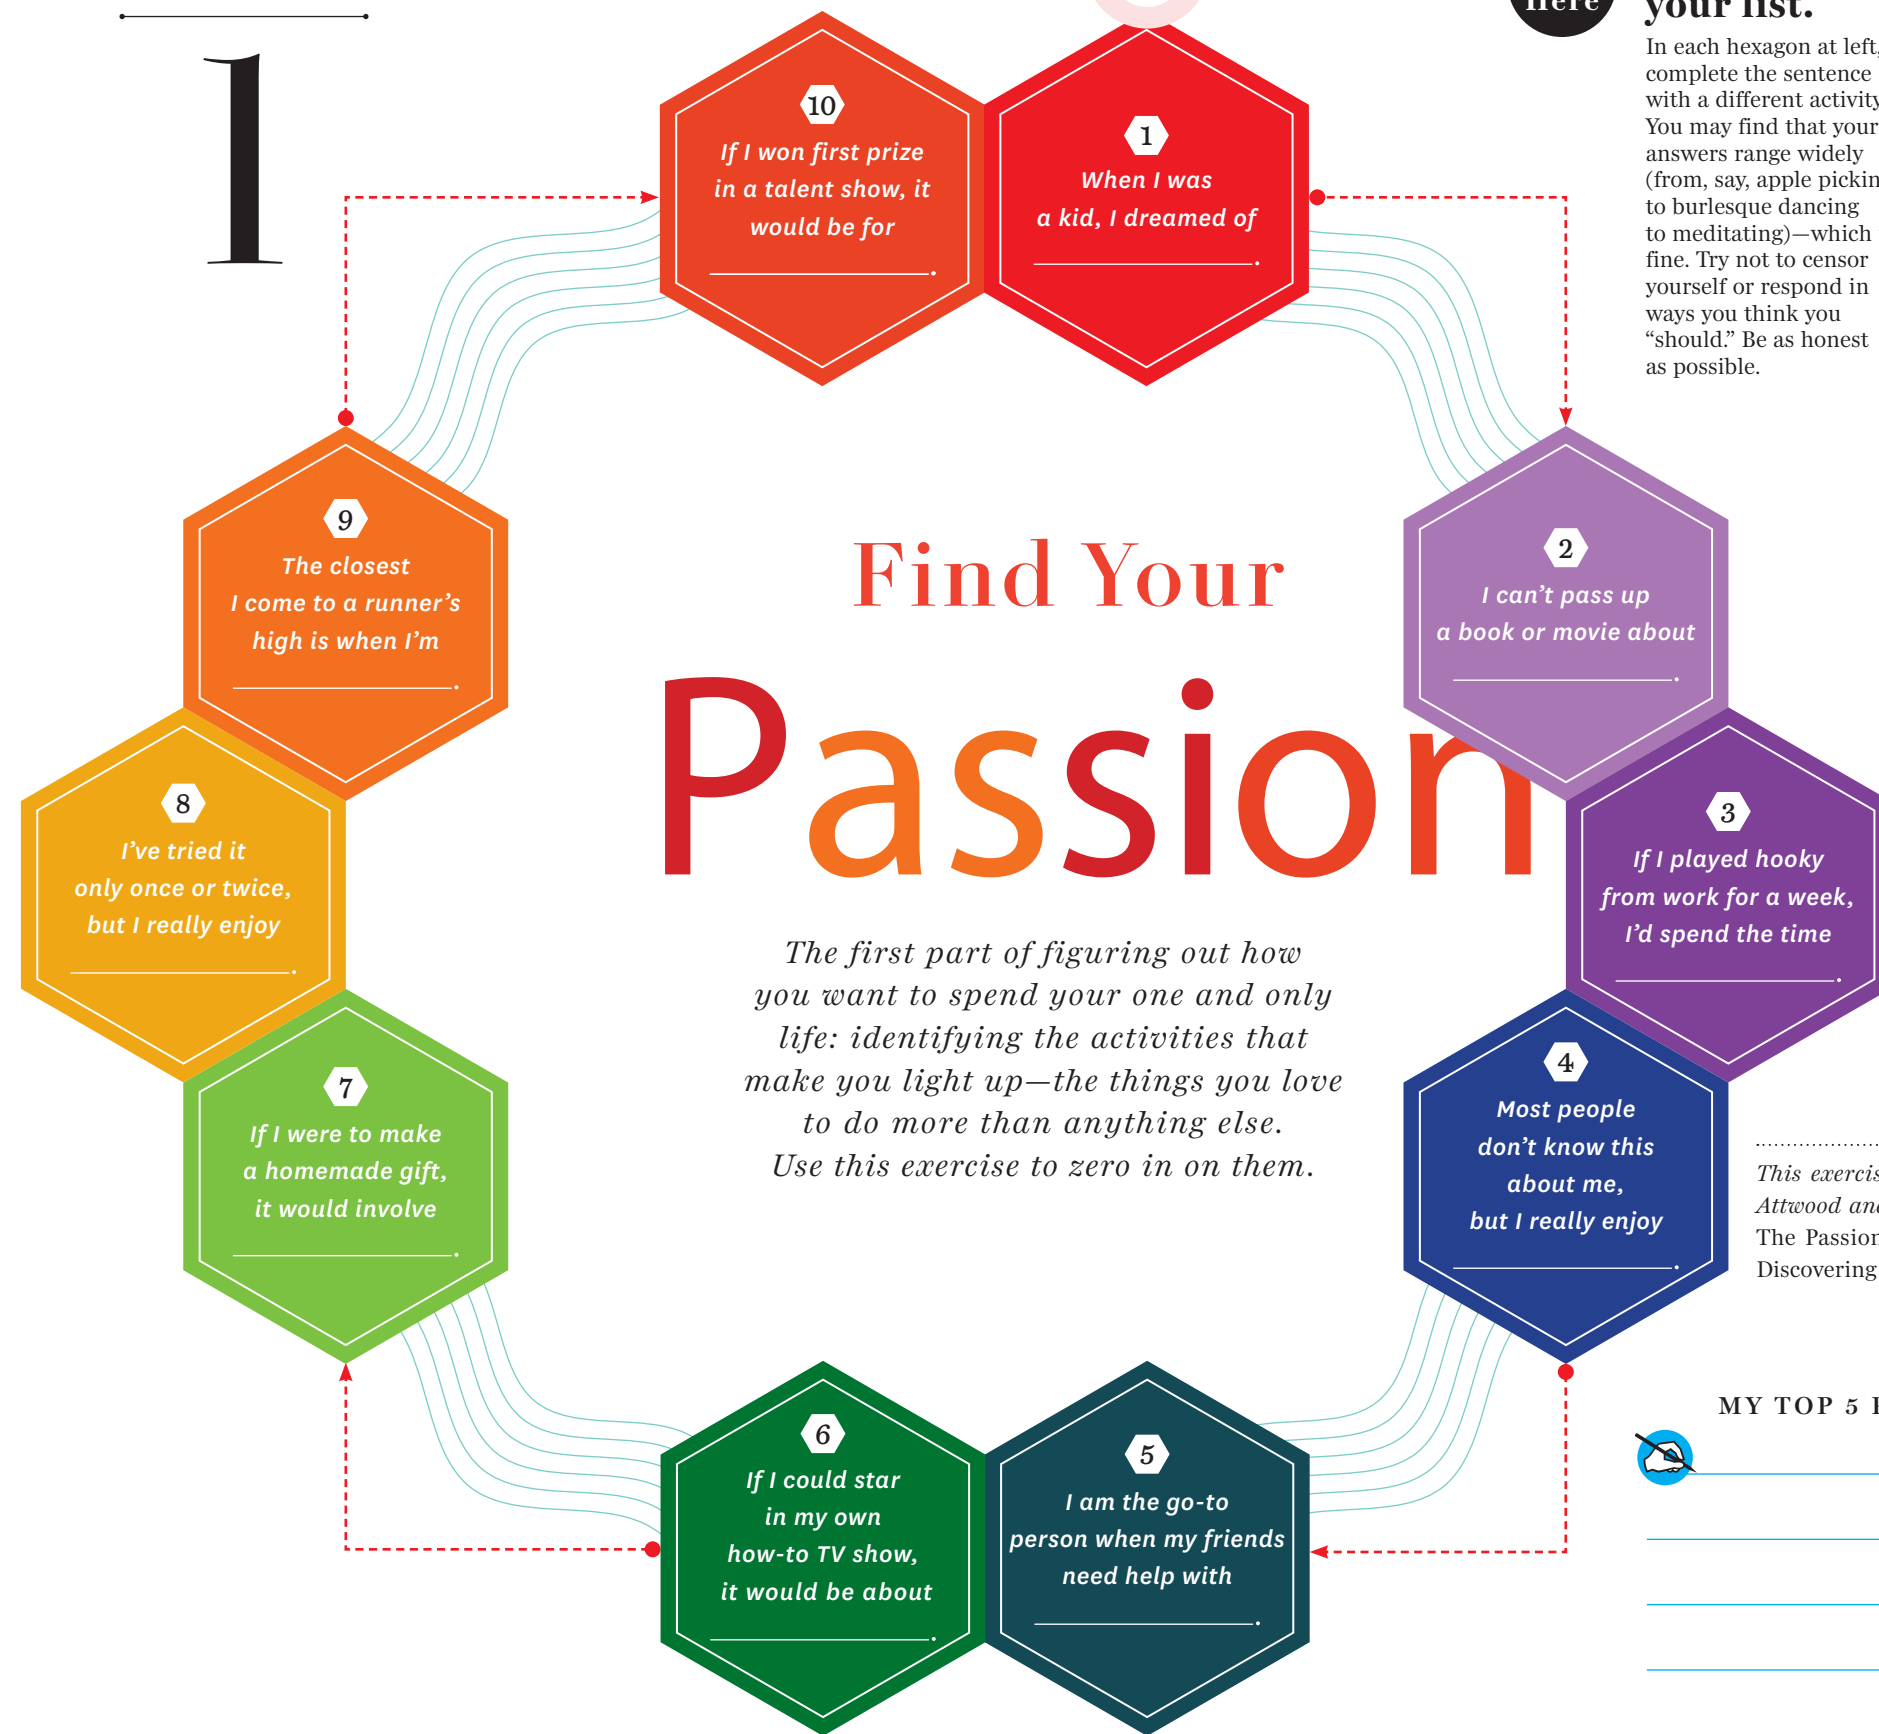 1
Here
your list.
In each hexagon at left,
complete the sentence
with a different activity
You may find that your
answers range widely
(from, say, apple pickin
to burlesque dancing
to meditating)—which
fine. Try not to censor
yourself or respond in
ways you think you
“should.” Be as honest
as possible.
Find Your
Passion
The first part of figuring out how
you want to spend your one and only
life: identifying the activities that
make you light up—the things you love
to do more than anything else.
Use this exercise to zero in on them.
1
When I was
a kid, I dreamed of
2
I can’t pass up
a book or movie about
3
If I played hooky
from work for a week,
I’d spend the time
4
Most people
don’t know this
about me,
but I really enjoy
5
I am the go-to
person when my friends
need help with
6
If I could star
in my own
how-to TV show,
it would be about
7
If I were to make
a homemade gift,
it would involve
8
I’ve tried it
only once or twice,
but I really enjoy
9
The closest
I come to a runner’s
high is when I’m
10
If I won first prize
in a talent show, it
would be for
This exercis
Attwood and
The Passion
Discovering
MY TOP 5